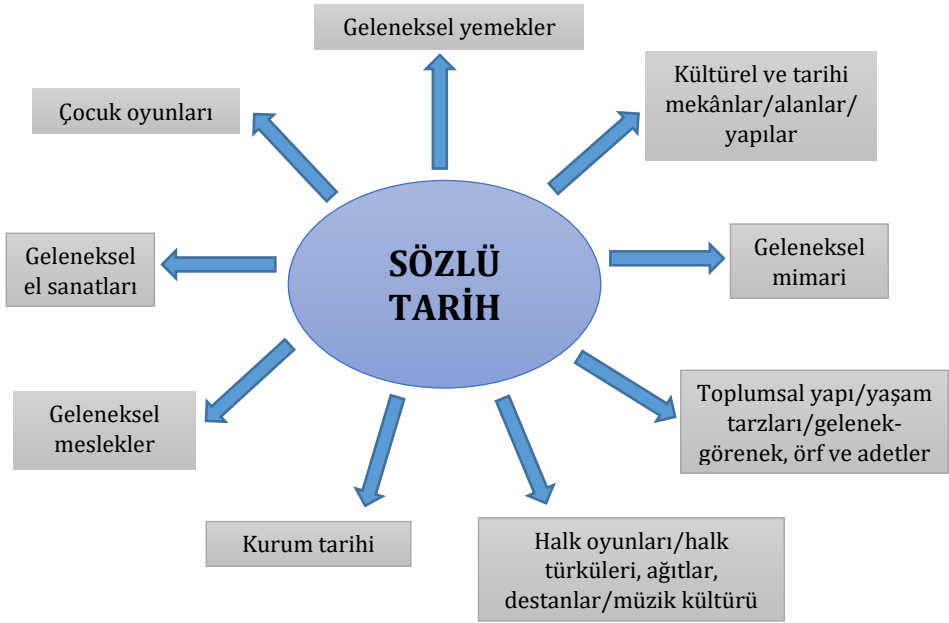 Geleneksel yemekler
Kültürel ve tarihi
mekânlar/alanlar/
yapılar
Çocuk oyunları
SÖZLÜ
TARİH
Geleneksel
el sanatları
Geleneksel
mimari
Toplumsal yapı/yaşam
tarzları/gelenek-
görenek, örf ve adetler
Geleneksel
meslekler
Kurum tarihi
Halk oyunları/halk
türküleri, ağıtlar,
destanlar/müzik kültürü